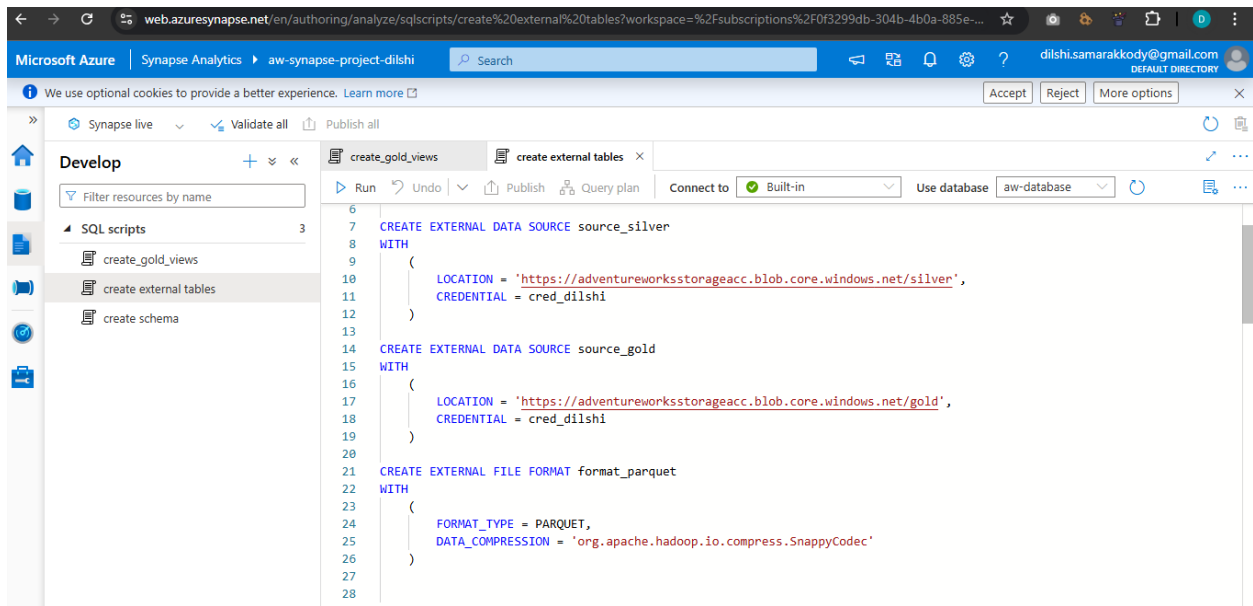 web.azuresynapse.net/en/authoring/analyze/sqlscripts/create%20external%20tables?workspace=%2Fsubscriptions%2F0f3299db-304b-4b0a-885e-...
D
Microsoft Azure
Synapse Analytics
aw-synapse-project-dilshi
Search
dilshi.samarakkody@gmail.com
DEFAULT DIRECTORY
We use optional cookies to provide a better experience. Learn more
Accept
Reject
More options
Synapse live
Validate all
Publish all
Develop
Filter resources by name
SQL scripts 3
create_gold_views
create external tables
create schema
create_gold_views
create external tables
Run
Undo
Publish
Query plan
Connect to
Built-in
Use database
aw-database
6
7 CREATE EXTERNAL DATA SOURCE source_silver
8 WITH
9 (
10 LOCATION = 'https://adventureworksstorageacc.blob.core.windows.net/silver',
11 CREDENTIAL = cred_dilshi
12 )
13
14 CREATE EXTERNAL DATA SOURCE source_gold
15 WITH
16 (
17 LOCATION = 'https://adventureworksstorageacc.blob.core.windows.net/gold',
18 CREDENTIAL = cred_dilshi
19 )
20
21 CREATE EXTERNAL FILE FORMAT format_parquet
22 WITH
23 (
24 FORMAT_TYPE = PARQUET,
25 DATA_COMPRESSION = 'org.apache.hadoop.io.compress.SnappyCodec'
26 )
27
28